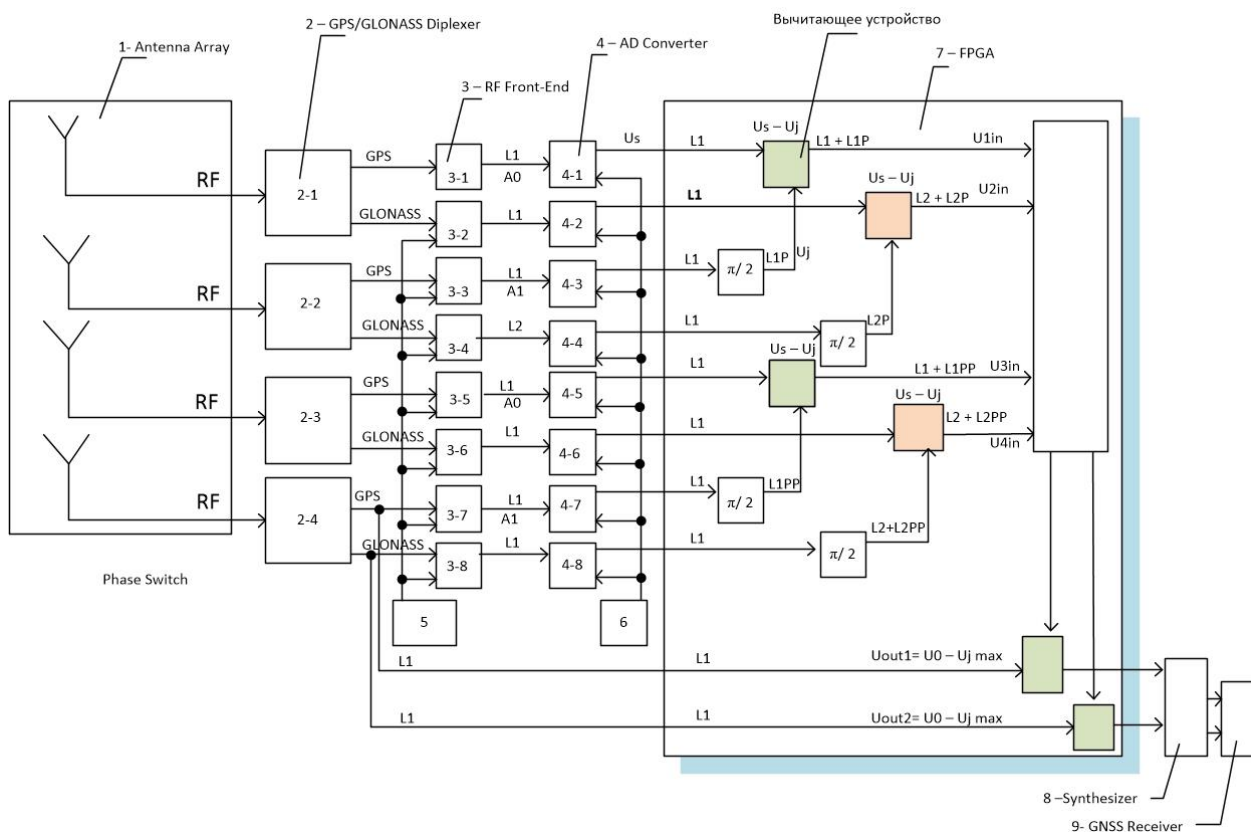 Вычитающее устройство
2 – GPS/GLONASS Diplexer
1- Antenna Array
4 – AD Converter
7 – FPGA
3 – RF Front-End
RF
2-1
GPS
3-1
L1
A0
4-1
Us
L1
Us – Uj
L1 + L1P
U1in
GLONASS
3-2
L1
4-2
L1
Us – Uj
L2 + L2P
U2in
RF
2-2
GPS
3-3
L1
A1
4-3
L1
π/ 2
L1P
Uj
GLONASS
3-4
L2
4-4
L1
π/ 2
L2P
RF
2-3
GPS
3-5
L1
A0
4-5
L1
Us – Uj
L1 + L1PP
U3in
GLONASS
3-6
L1
4-6
L1
Us – Uj
L2 + L2PP
U4in
RF
2-4
GPS
3-7
L1
A1
4-7
L1
π/ 2
L1PP
GLONASS
3-8
L1
4-8
L1
π/ 2
L2+L2PP
Phase Switch
5
6
L1
L1
Uout1= U0 – Uj max
L1
L1
Uout2= U0 – Uj max
8 –Synthesizer
9- GNSS Receiver